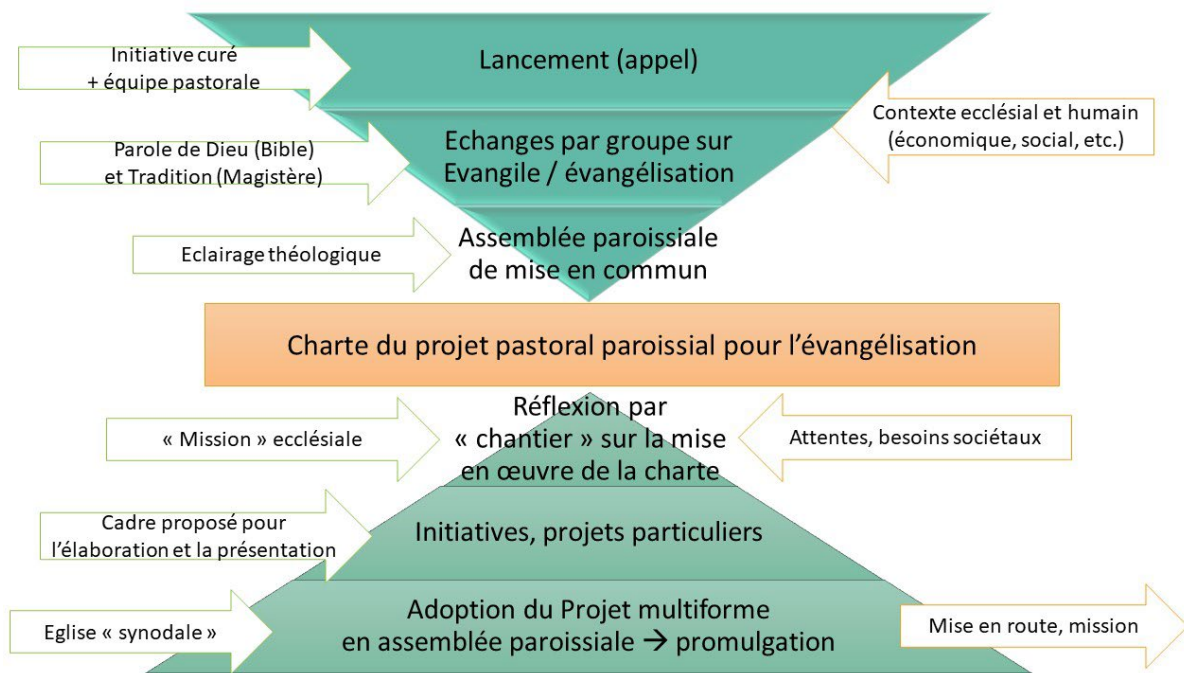 Initiative curé
+ équipe pastorale
Lancement (appel)
Contexte ecclésial et humain
(économique, social, etc.)
Parole de Dieu (Bible)
et Tradition (Magistère)
Echanges par groupe sur
Evangile / évangélisation
Eclairage théologique
Assemblée paroissiale
de mise en commun
Charte du projet pastoral paroissial pour l’évangélisation
« Mission » ecclésiale
Réflexion par
« chantier » sur la mise
en œuvre de la charte
Attentes, besoins sociétaux
Cadre proposé pour
l’élaboration et la présentation
Initiatives, projets particuliers
Eglise « synodale »
Adoption du Projet multiforme
en assemblée paroissiale → promulgation
Mise en route, mission